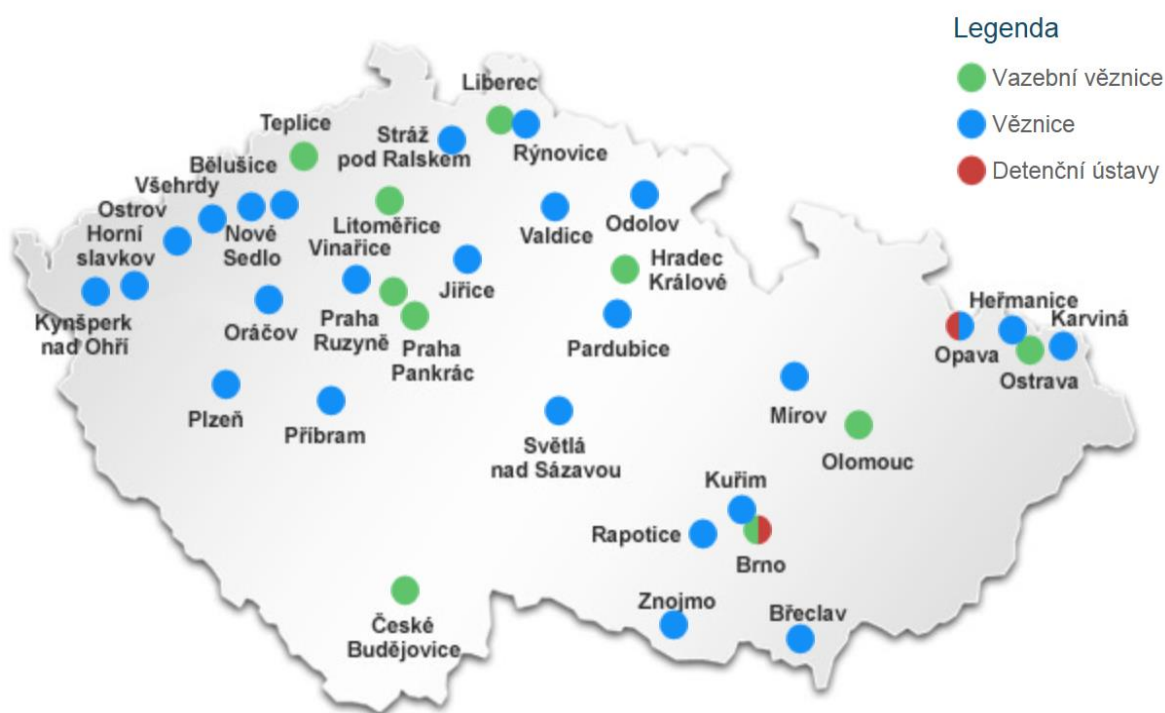 Legenda
Vazební věznice
Věznice
Detenční ústavy
Liberec
Teplice
Stráž
pod Ralskem
Rýnovice
Bělušice
Všehrdy
Ostrov
Horní
slavkov
Nové
Sedlo
Litoměřice
Vinařice
Valdice
Odolov
Hradec
Králové
Jiřice
Kynšperk
nad Ohří
Oráčov
Praha
Ruzyně
Praha
Pankrác
Pardubice
Heřmanice
Karviná
Opava
Ostrava
Plzeň
Příbram
Mírov
Světlá
nad Sázavou
Olomouc
Kuřim
Rapotice
Brno
Znojmo
Břeclav
České
Budějovice